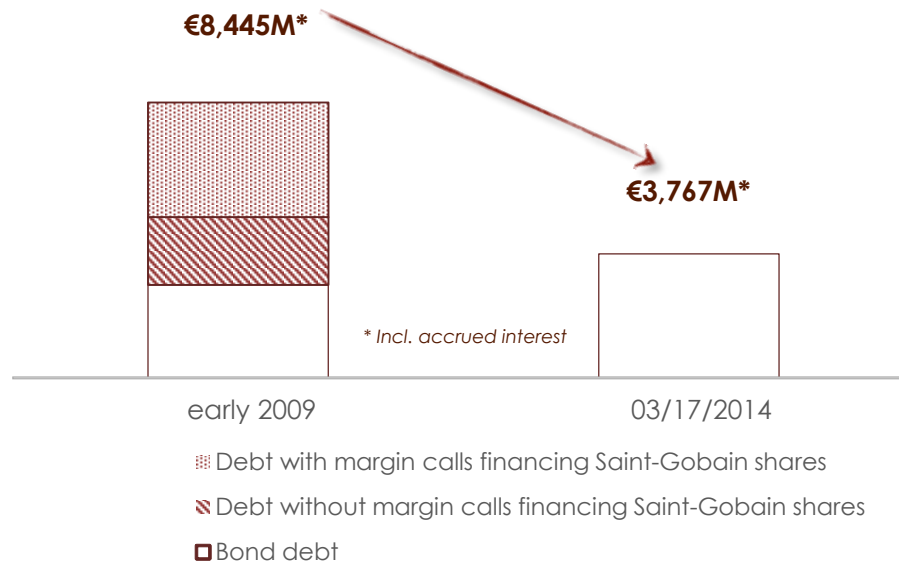 €8,445M*
€3,767M*
* Incl. accrued interest
early 2009
03/17/2014
Debt with margin calls financing Saint-Gobain shares
Debt without margin calls financing Saint-Gobain shares
Bond debt